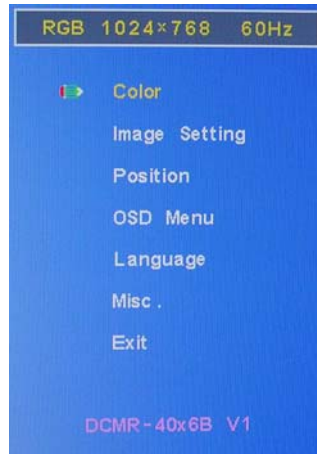 RGB 1024×768 60Hz
Color
Image Setting
Position
OSD Menu
Language
Misc.
Exit
DCMR-40x6B V1